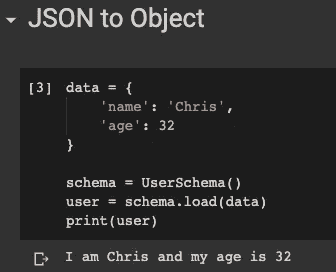 JSON to Object
[3] data = {
'name': 'Chris',
'age': 32
}
schema = UserSchema()
user = schema.load(data)
print(user)
I am Chris and my age is 32